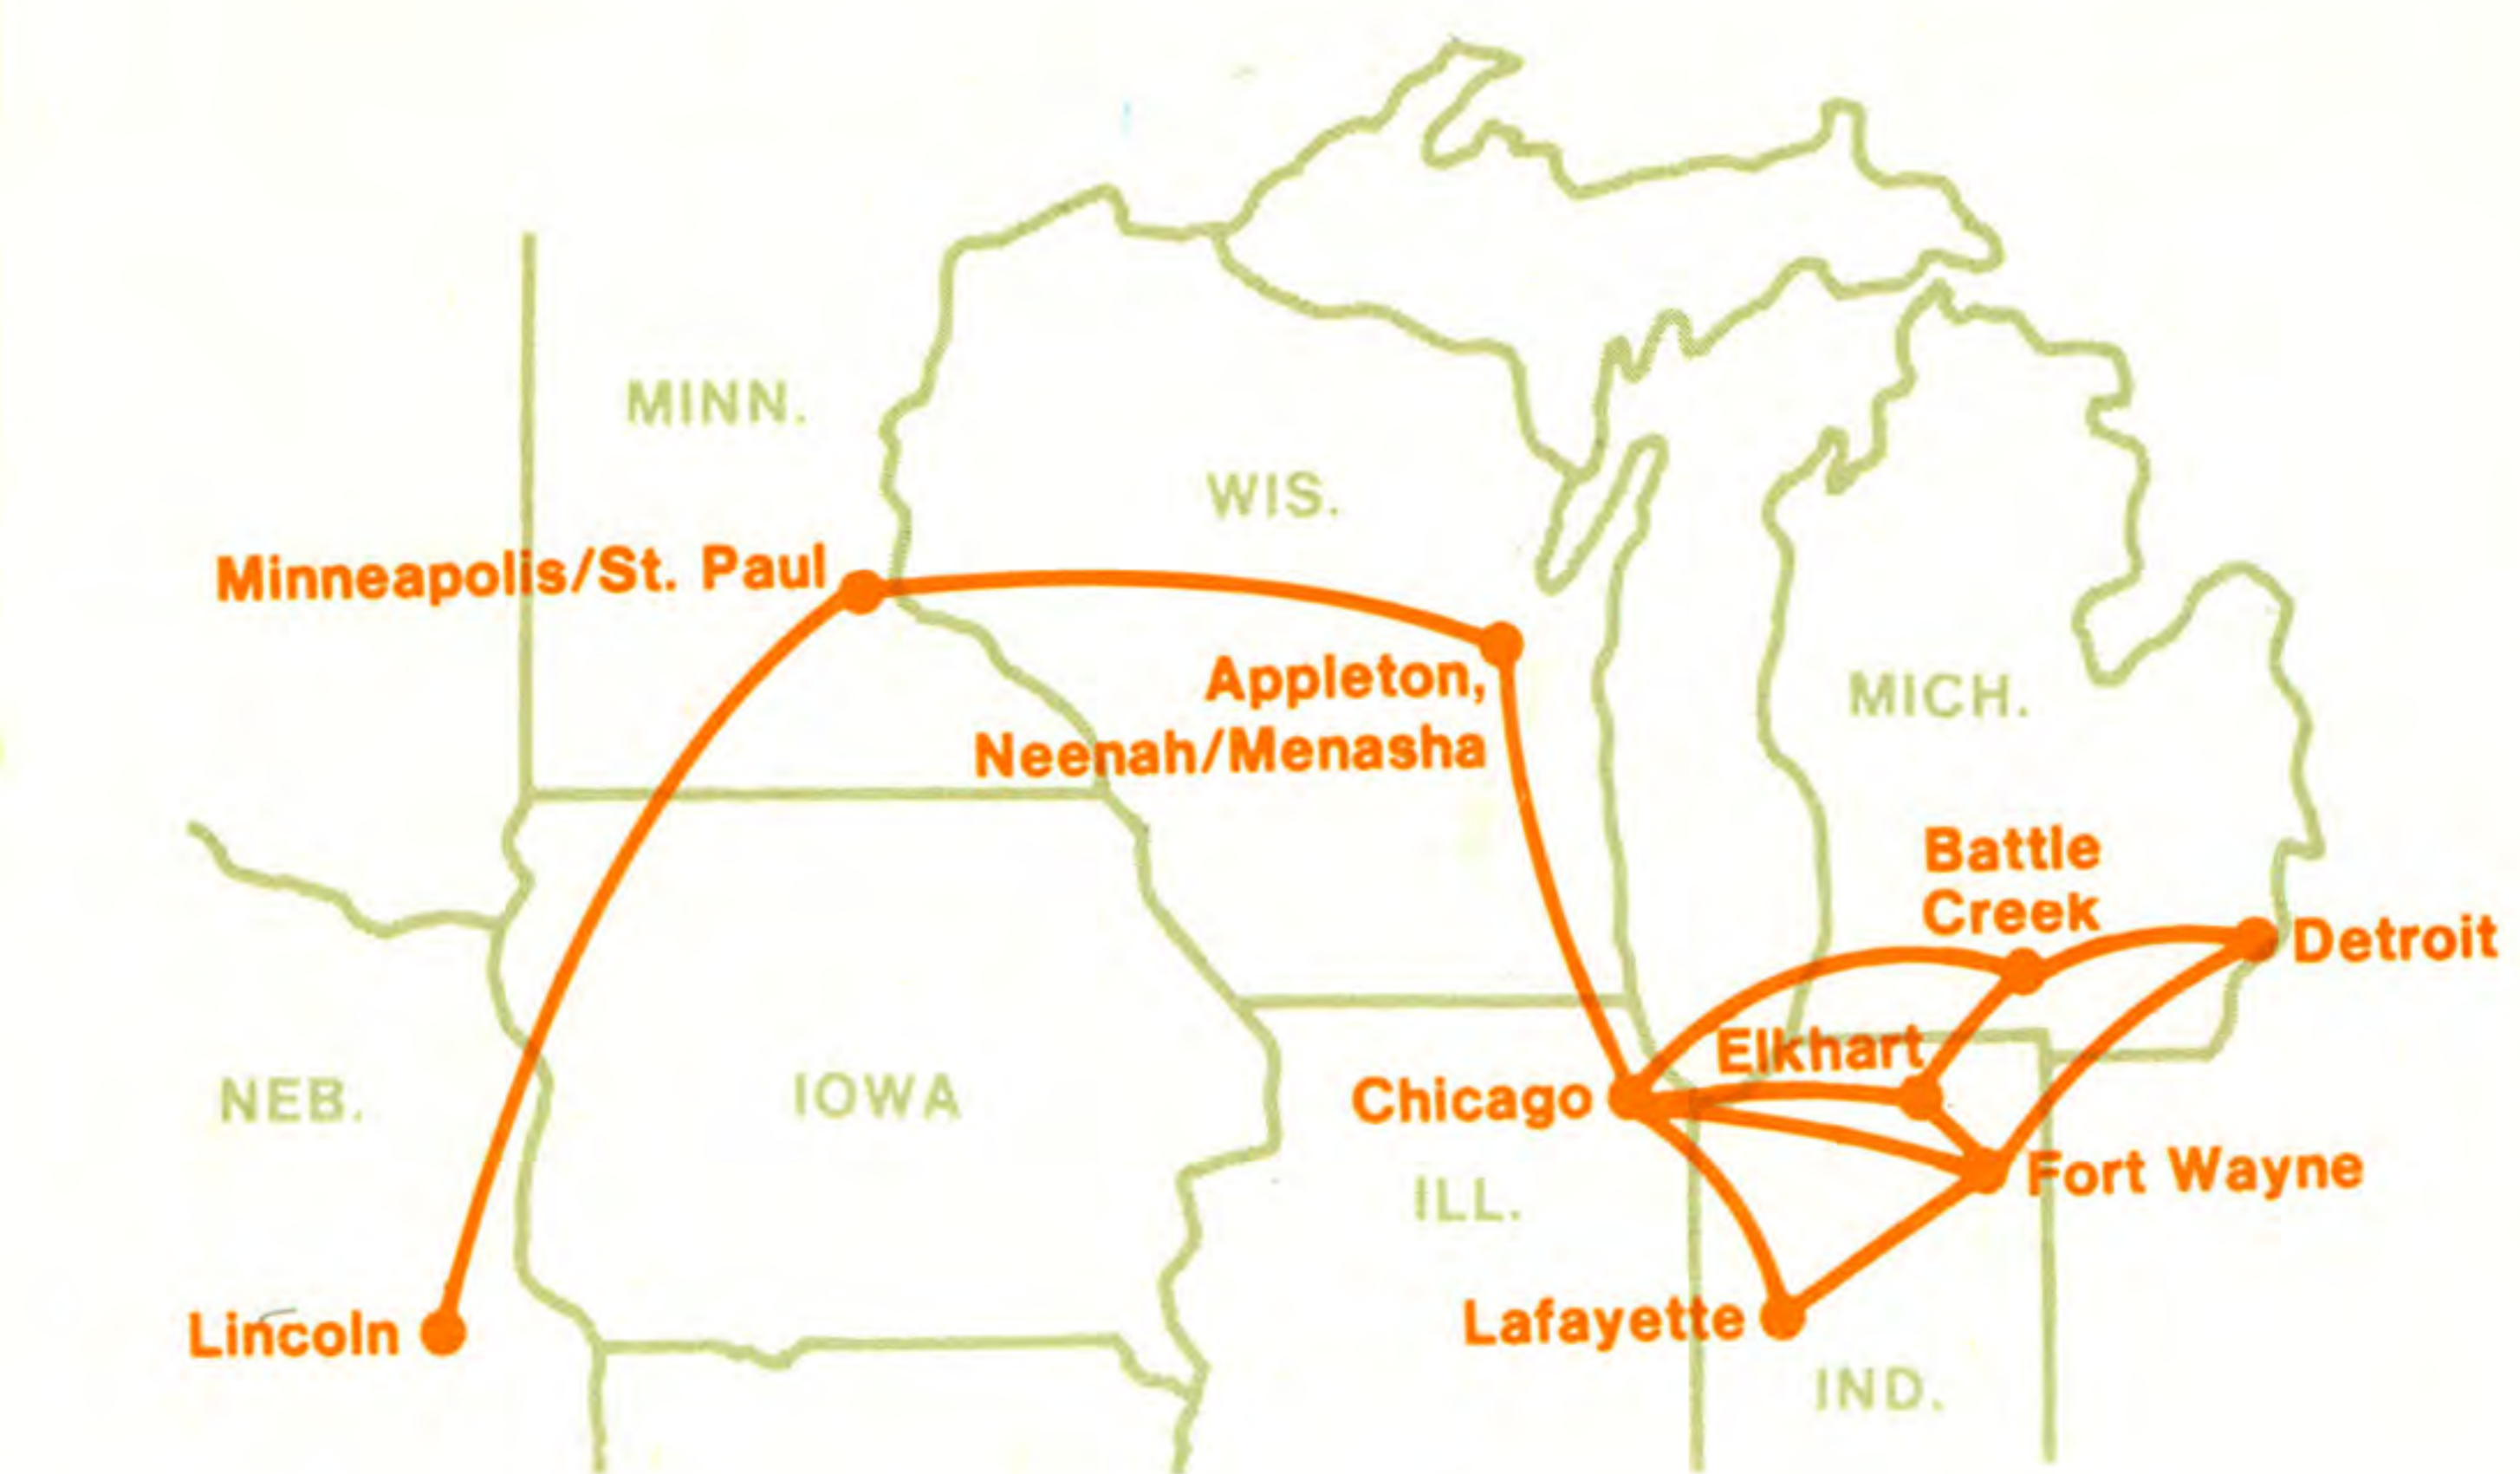 MINN.
WIS.
Minneapolis/St. Paul
Appleton,
Neenah/Menasha
MICH.
Battle
Creek
Detroit
Elkhart
NEB.
IOWA
Chicago
ILL.
Fort Wayne
Lincoln
Lafayette
IND.